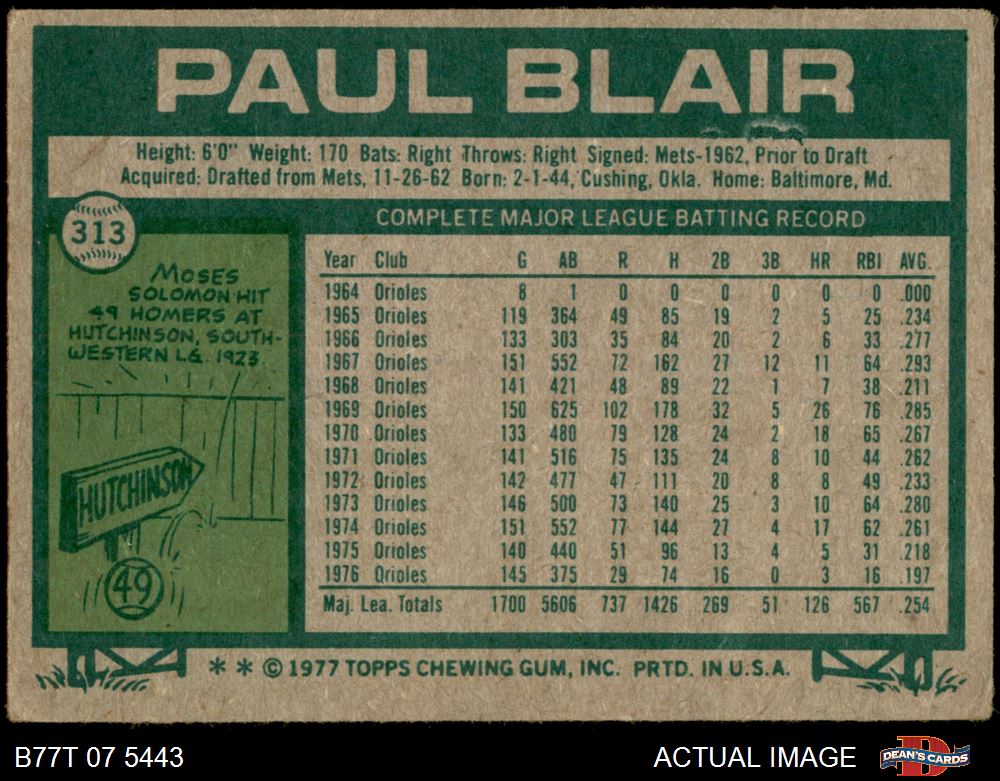 PAUL BLAIR
Height: 6'0" Weight: 170 Bats: Right Throws: Right Signed: Mets-1962, Prior to Draft
Acquired: Drafted from Mets, 11-26-62 Born: 2-1-44, Cushing, Okla. Home: Baltimore, Md.
313
COMPLETE MAJOR LEAGUE BATTING RECORD
MOSES
SOLOMON HIT
49 HOMERS AT
HUTCHINSON, SOUTH-
WESTERN LG. 1923.
HUTCHINSON
49
Year Club G AB R H 2B 3B HR RBI AVG.
1964 Orioles 8 1 0 0 0 0 0 0 .000
1965 Orioles 119 364 49 85 19 2 5 25 .234
1966 Orioles 133 303 35 84 20 2 6 33 .277
1967 Orioles 151 552 72 162 27 12 11 64 .293
1968 Orioles 141 421 48 89 22 1 7 38 .211
1969 Orioles 150 625 102 178 32 5 26 76 .285
1970 Orioles 133 480 79 128 24 2 18 65 .267
1971 Orioles 141 516 75 135 24 8 10 44 .262
1972 Orioles 142 477 47 111 20 8 8 49 .233
1973 Orioles 146 500 73 140 25 3 10 64 .280
1974 Orioles 151 552 77 144 27 4 17 62 .261
1975 Orioles 140 440 51 96 13 4 5 31 .218
1976 Orioles 145 375 29 74 16 0 3 16 .197
Maj. Lea. Totals 1700 5606 737 1426 269 51 126 567 .254
* * © 1977 TOPPS CHEWING GUM, INC. PRTD. IN U.S.A.
B77T 07 5443
ACTUAL IMAGE
D
DEAN'S CARDS